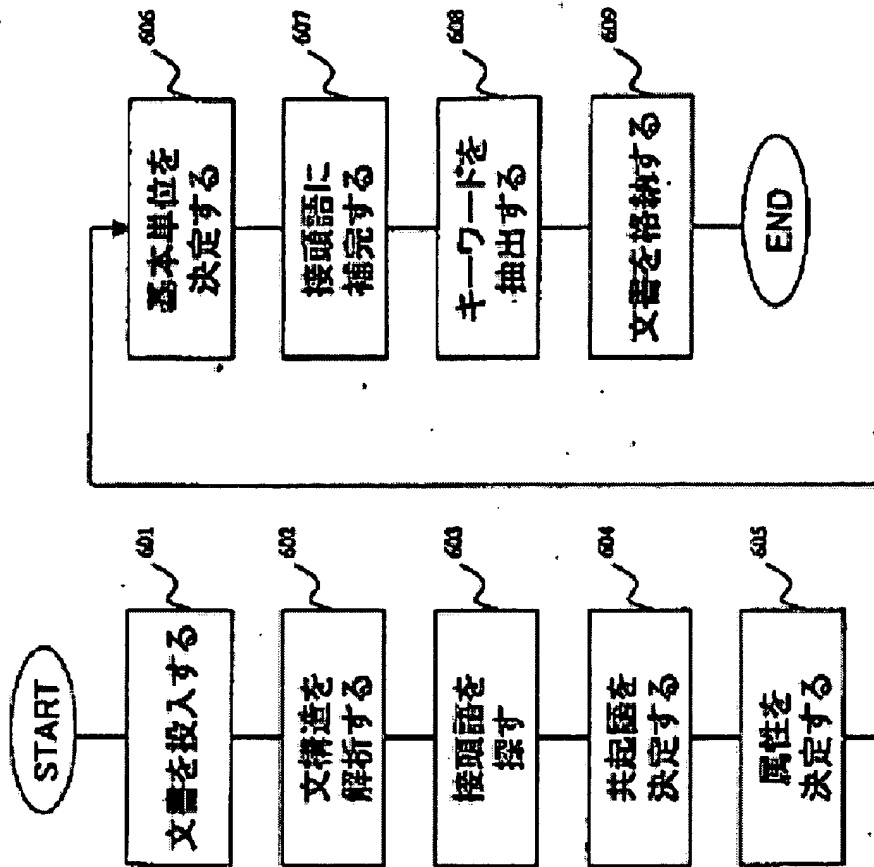 START
文書を投入する
601
文構造を
解析する
602
接頭語を
探す
603
共起語を
決定する
604
属性を
決定する
605
基本単位を
決定する
606
接頭語に
補完する
607
キーワードを
抽出する
608
文書を格納する
609
END